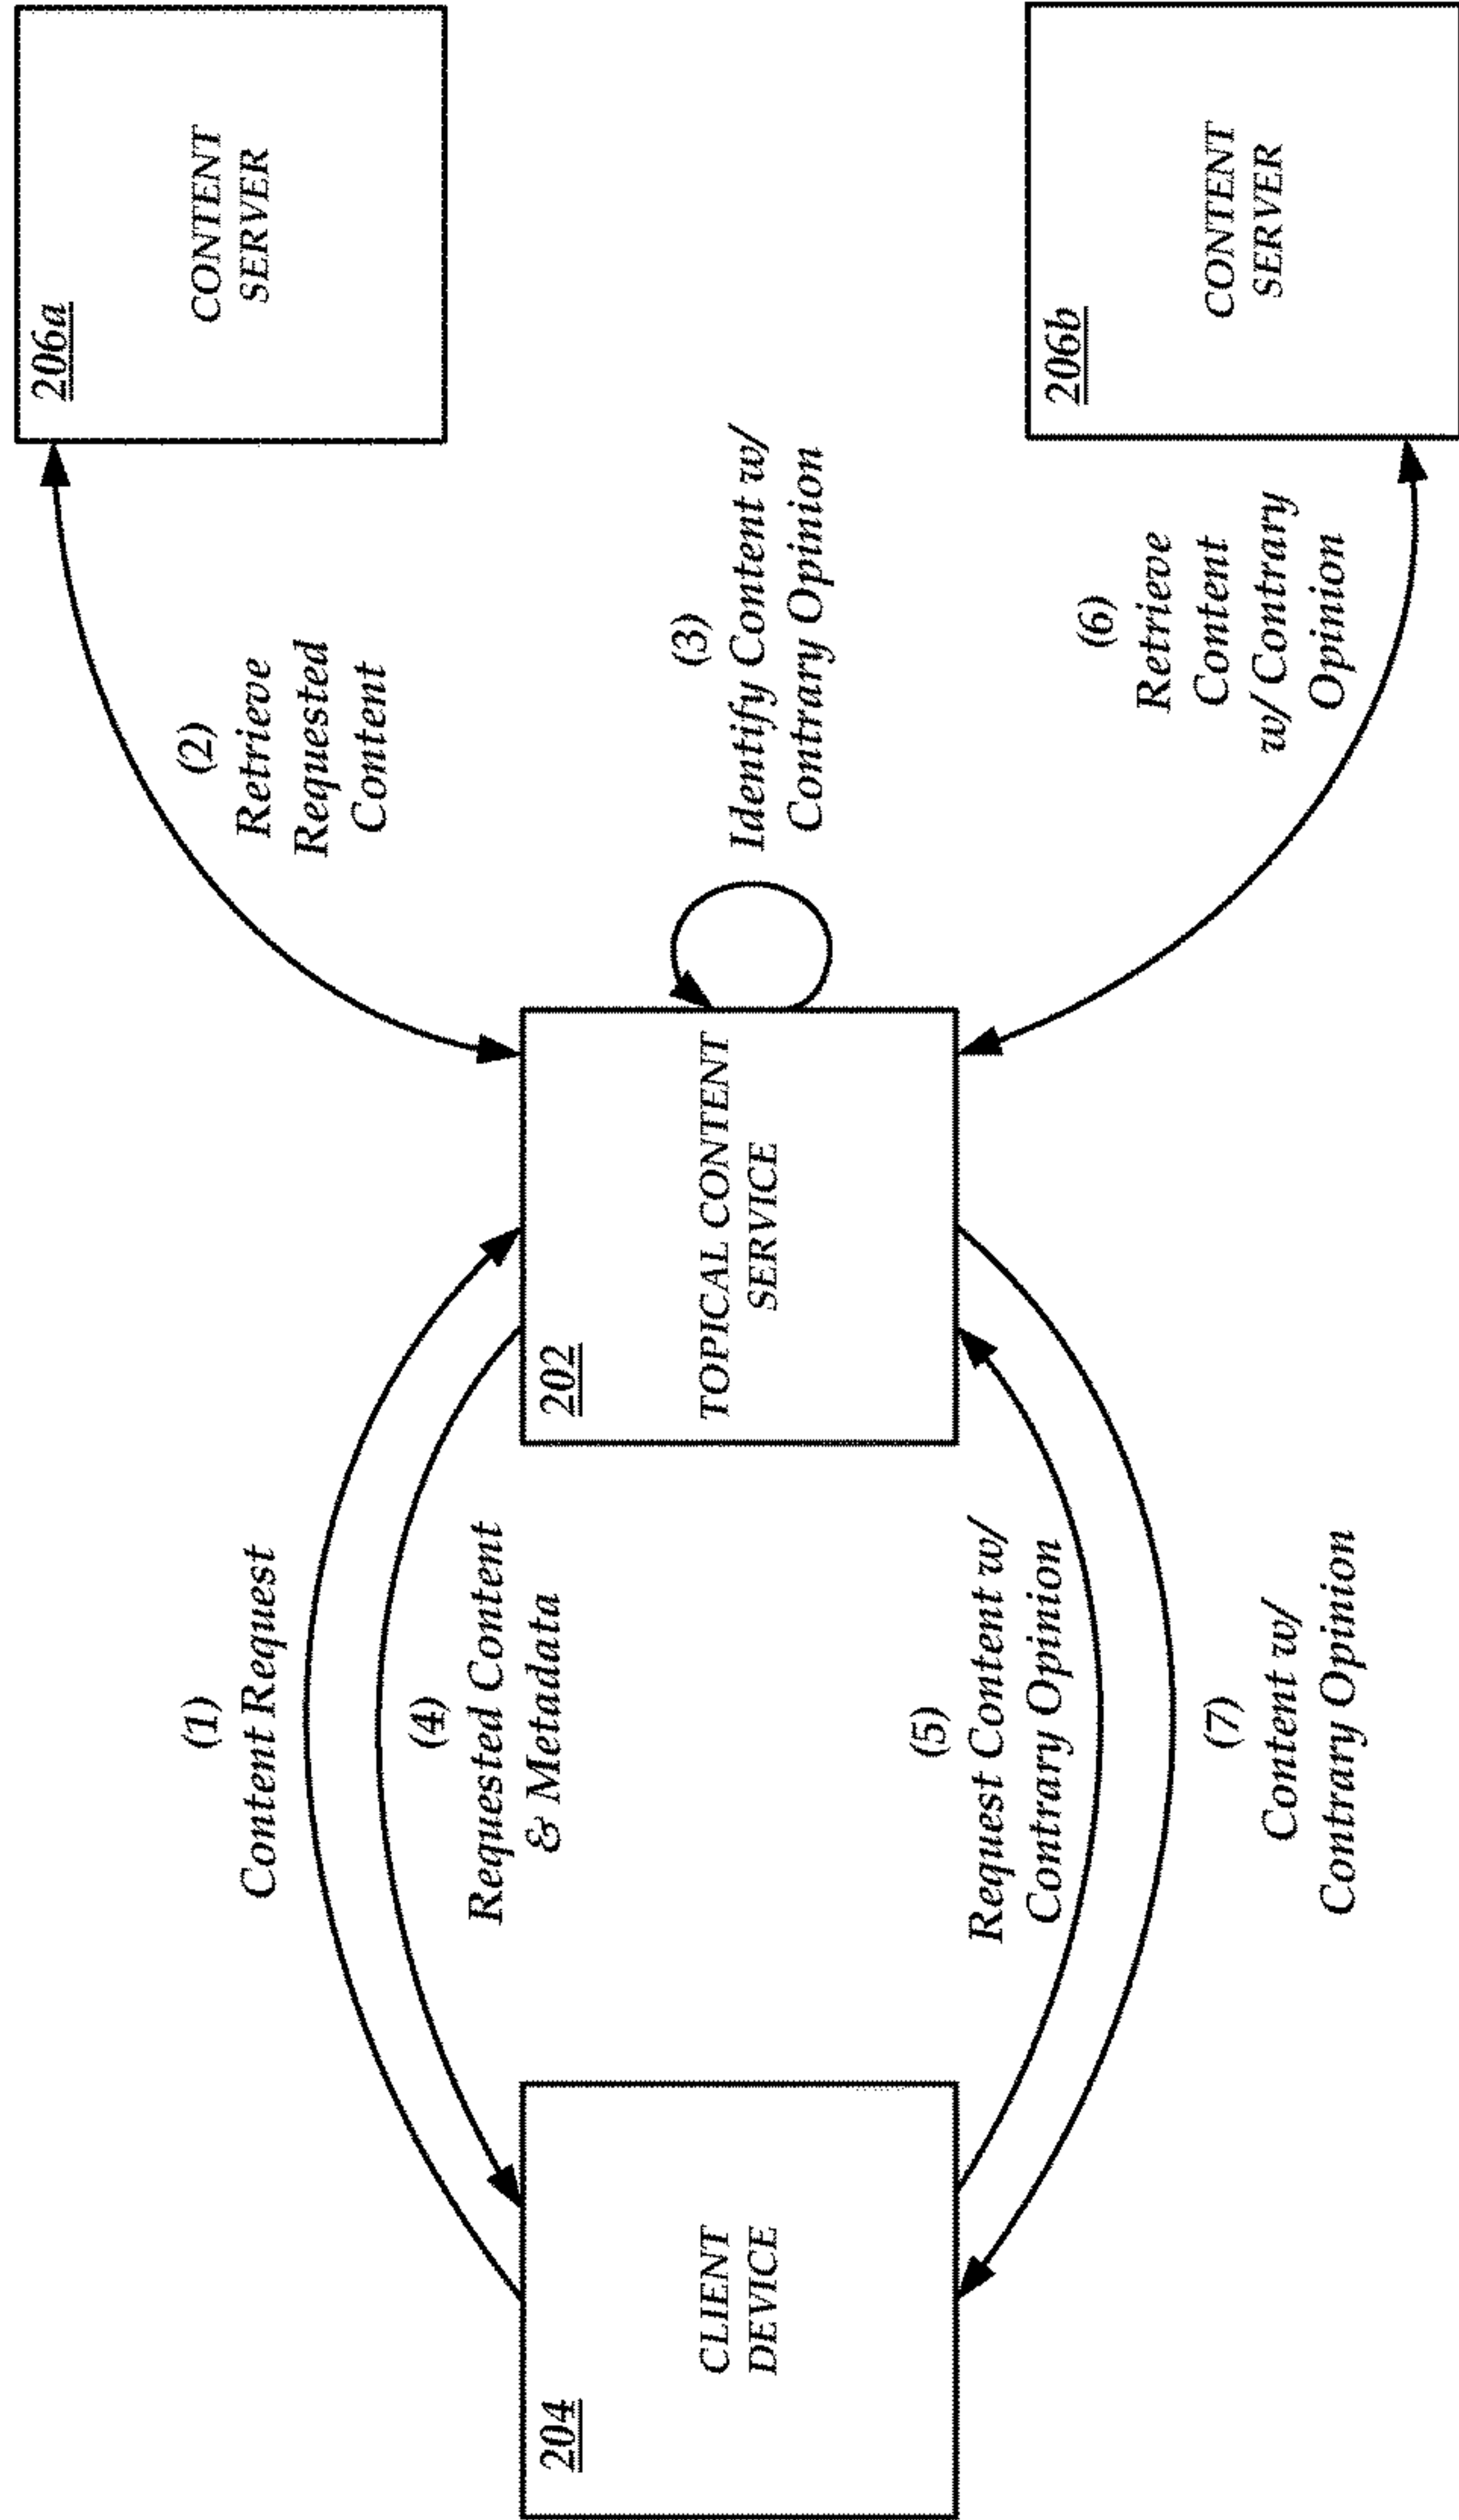 204
CLIENT
DEVICE
(1)
Content Request
(4)
Requested Content
& Metadata
(5)
Request Content w/
Contrary Opinion
(7)
Content w/
Contrary Opinion
202
TOPICAL CONTENT
SERVICE
(2)
Retrieve
Requested
Content
(3)
Identify Content w/
Contrary Opinion
(6)
Retrieve
Content
w/ Contrary
Opinion
206a
CONTENT
SERVER
206b
CONTENT
SERVER